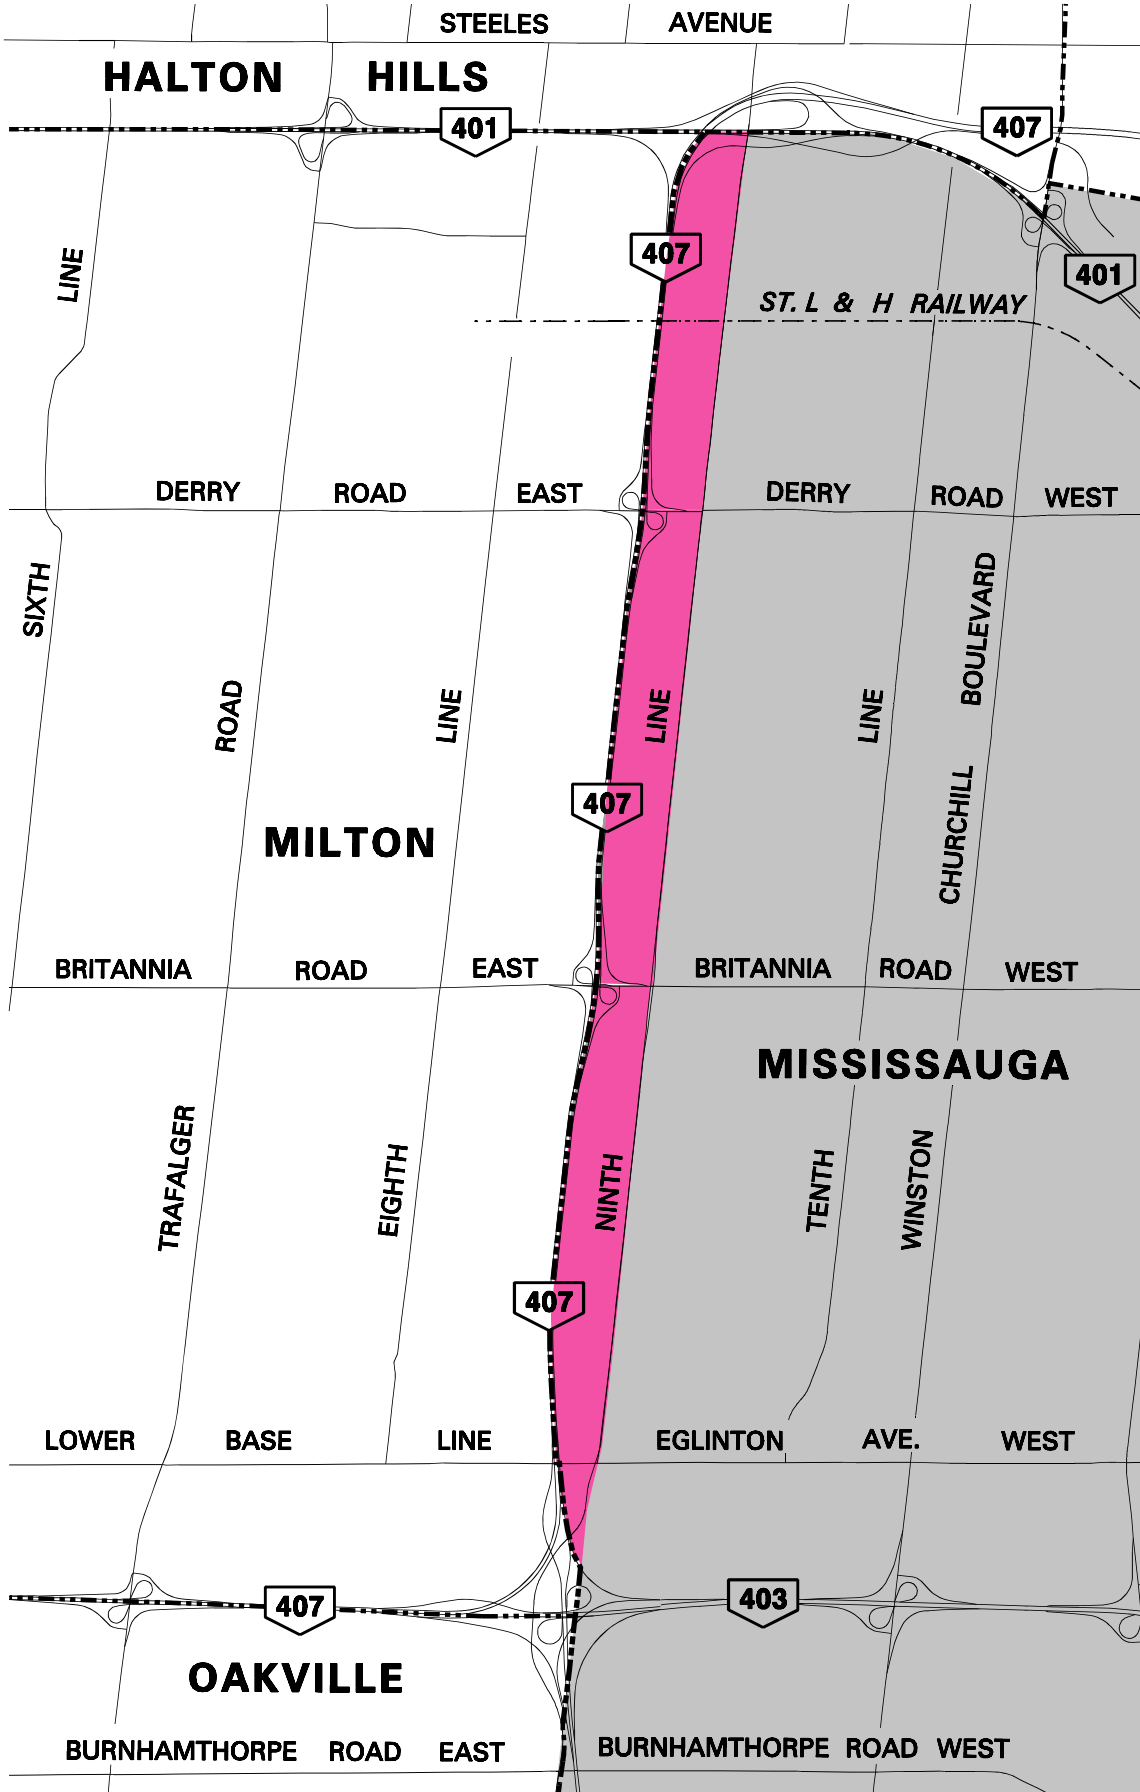 STEELES AVENUE
HALTON HILLS
401
407
407
401
LINE
ST. L & H RAILWAY
DERRY ROAD EAST
DERRY ROAD WEST
SIXTH
ROAD
LINE
LINE
LINE
BOULEVARD
407
MILTON
CHURCHILL
BRITANNIA ROAD EAST
BRITANNIA ROAD WEST
MISSISSAUGA
TRAFALGER
EIGHTH
NINTH
TENTH
WINSTON
407
LOWER BASE LINE
EGLINTON AVE. WEST
407
403
OAKVILLE
BURNHAMTHORPE ROAD EAST
BURNHAMTHORPE ROAD WEST